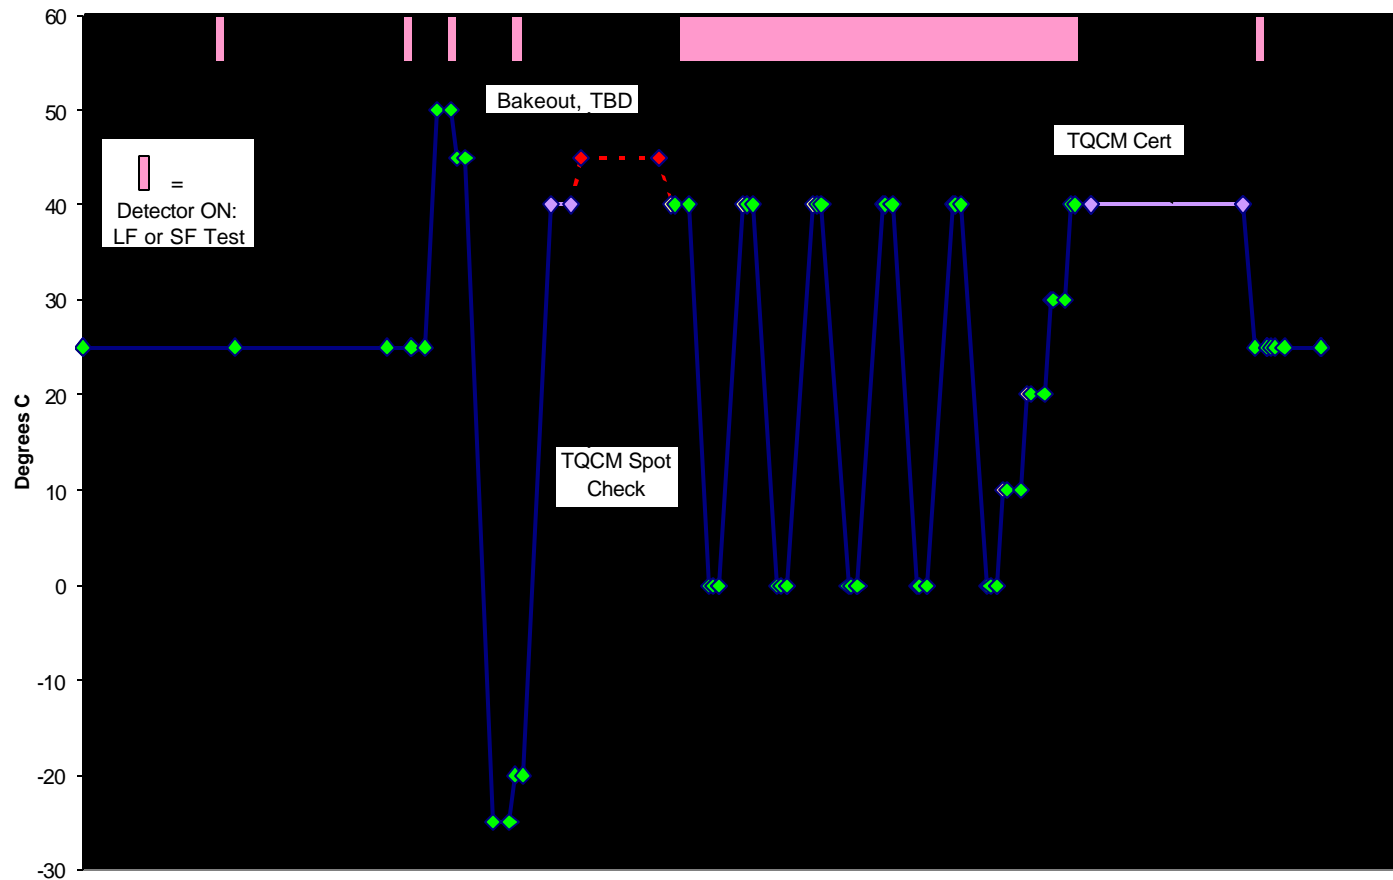 60
50
40
30
20
10
0
-10
-20
-30
Degrees C
Bakeout, TBD
TQCM Cert
=
Detector ON:
LF or SF Test
TQCM Spot
Check